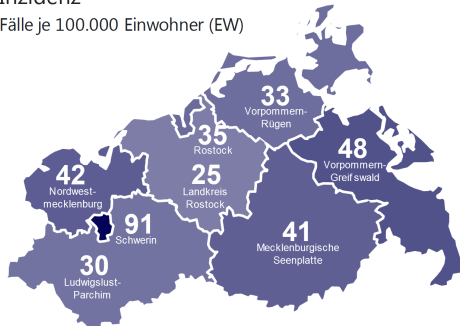 Inzidenz
Fälle je 100.000 Einwohner (EW)
33
Vorpommern-
Rügen
35
Rostock
48
Vorpommern-
Greifswald
42
Nordwest-
mecklenburg
25
Landkreis
Rostock
91
Schwerin
41
Mecklenburgische
Seenplatte
30
Ludwigslust-
Parchim